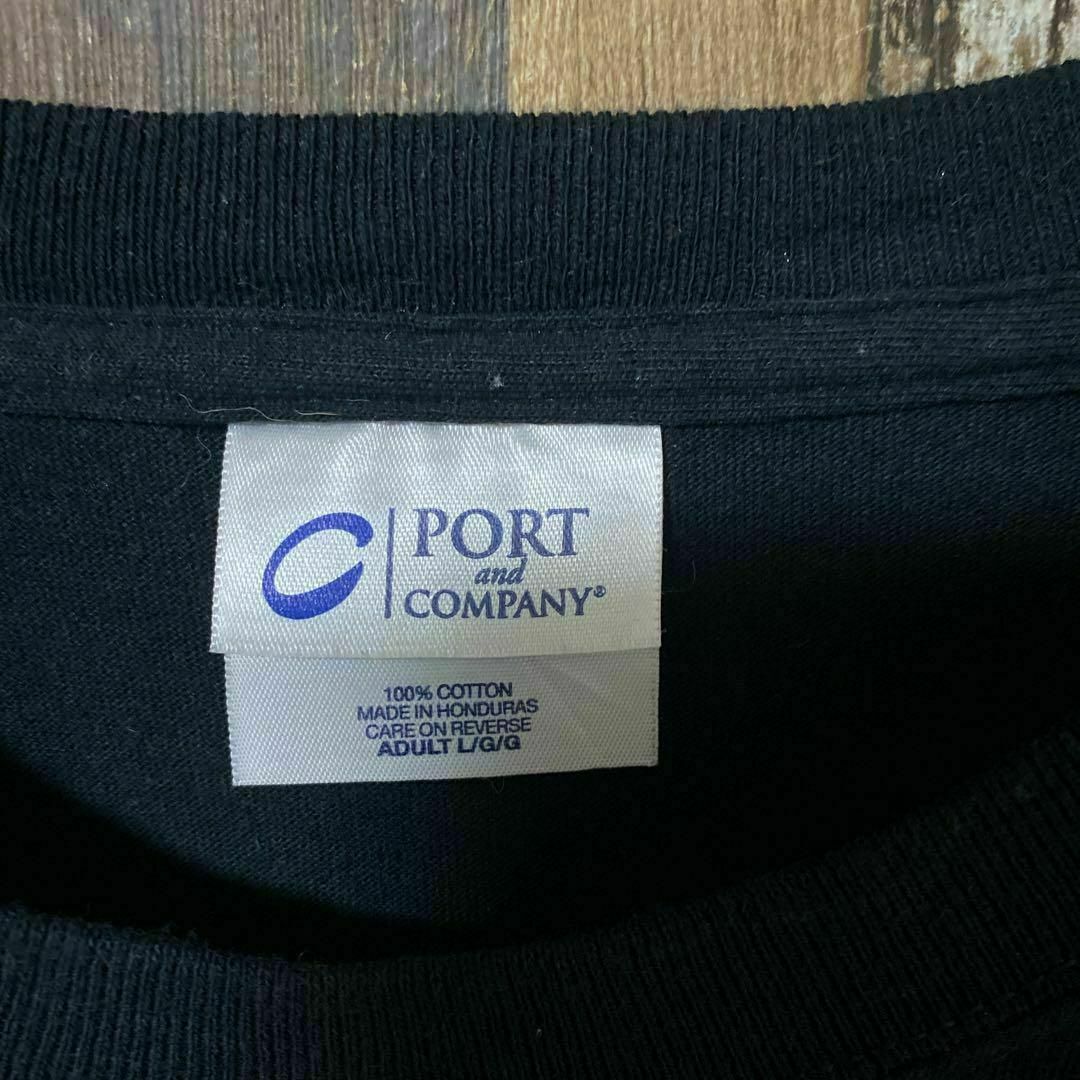 PORT
and
COMPANY®
100% COTTON
MADE IN HONDURAS
CARE ON REVERSE
ADULT L/G/G